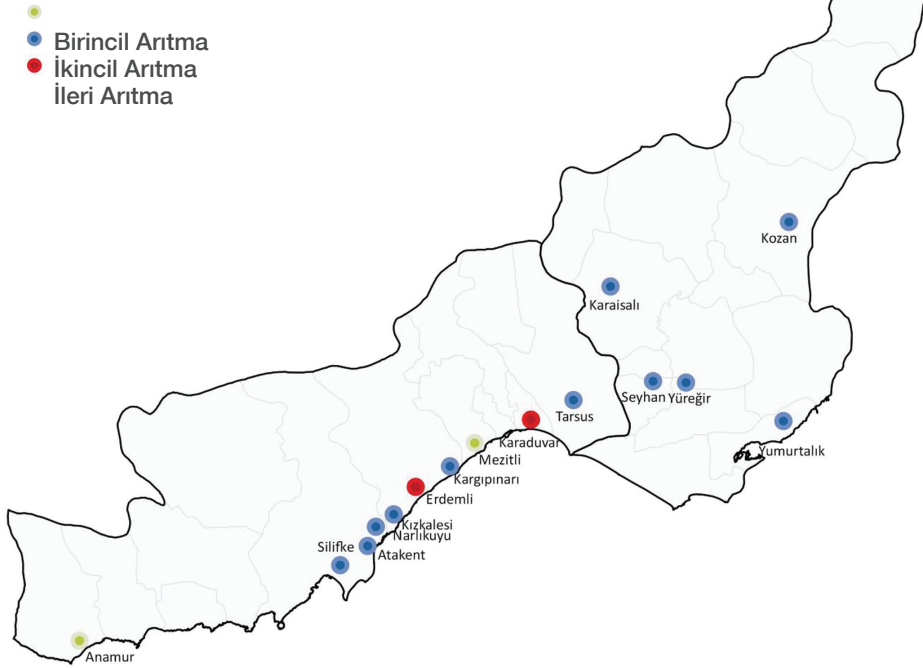 Birincil Arıtma
İkincil Arıtma
İleri Arıtma
Kozan
Karaisalı
Seyhan
Yüreğir
Tarsus
Karaduvar
Yumurtalık
Mezitli
Kargıpınarı
Erdemli
Kızkalesi
Narlıkuyu
Silifke
Atakent
Anamur